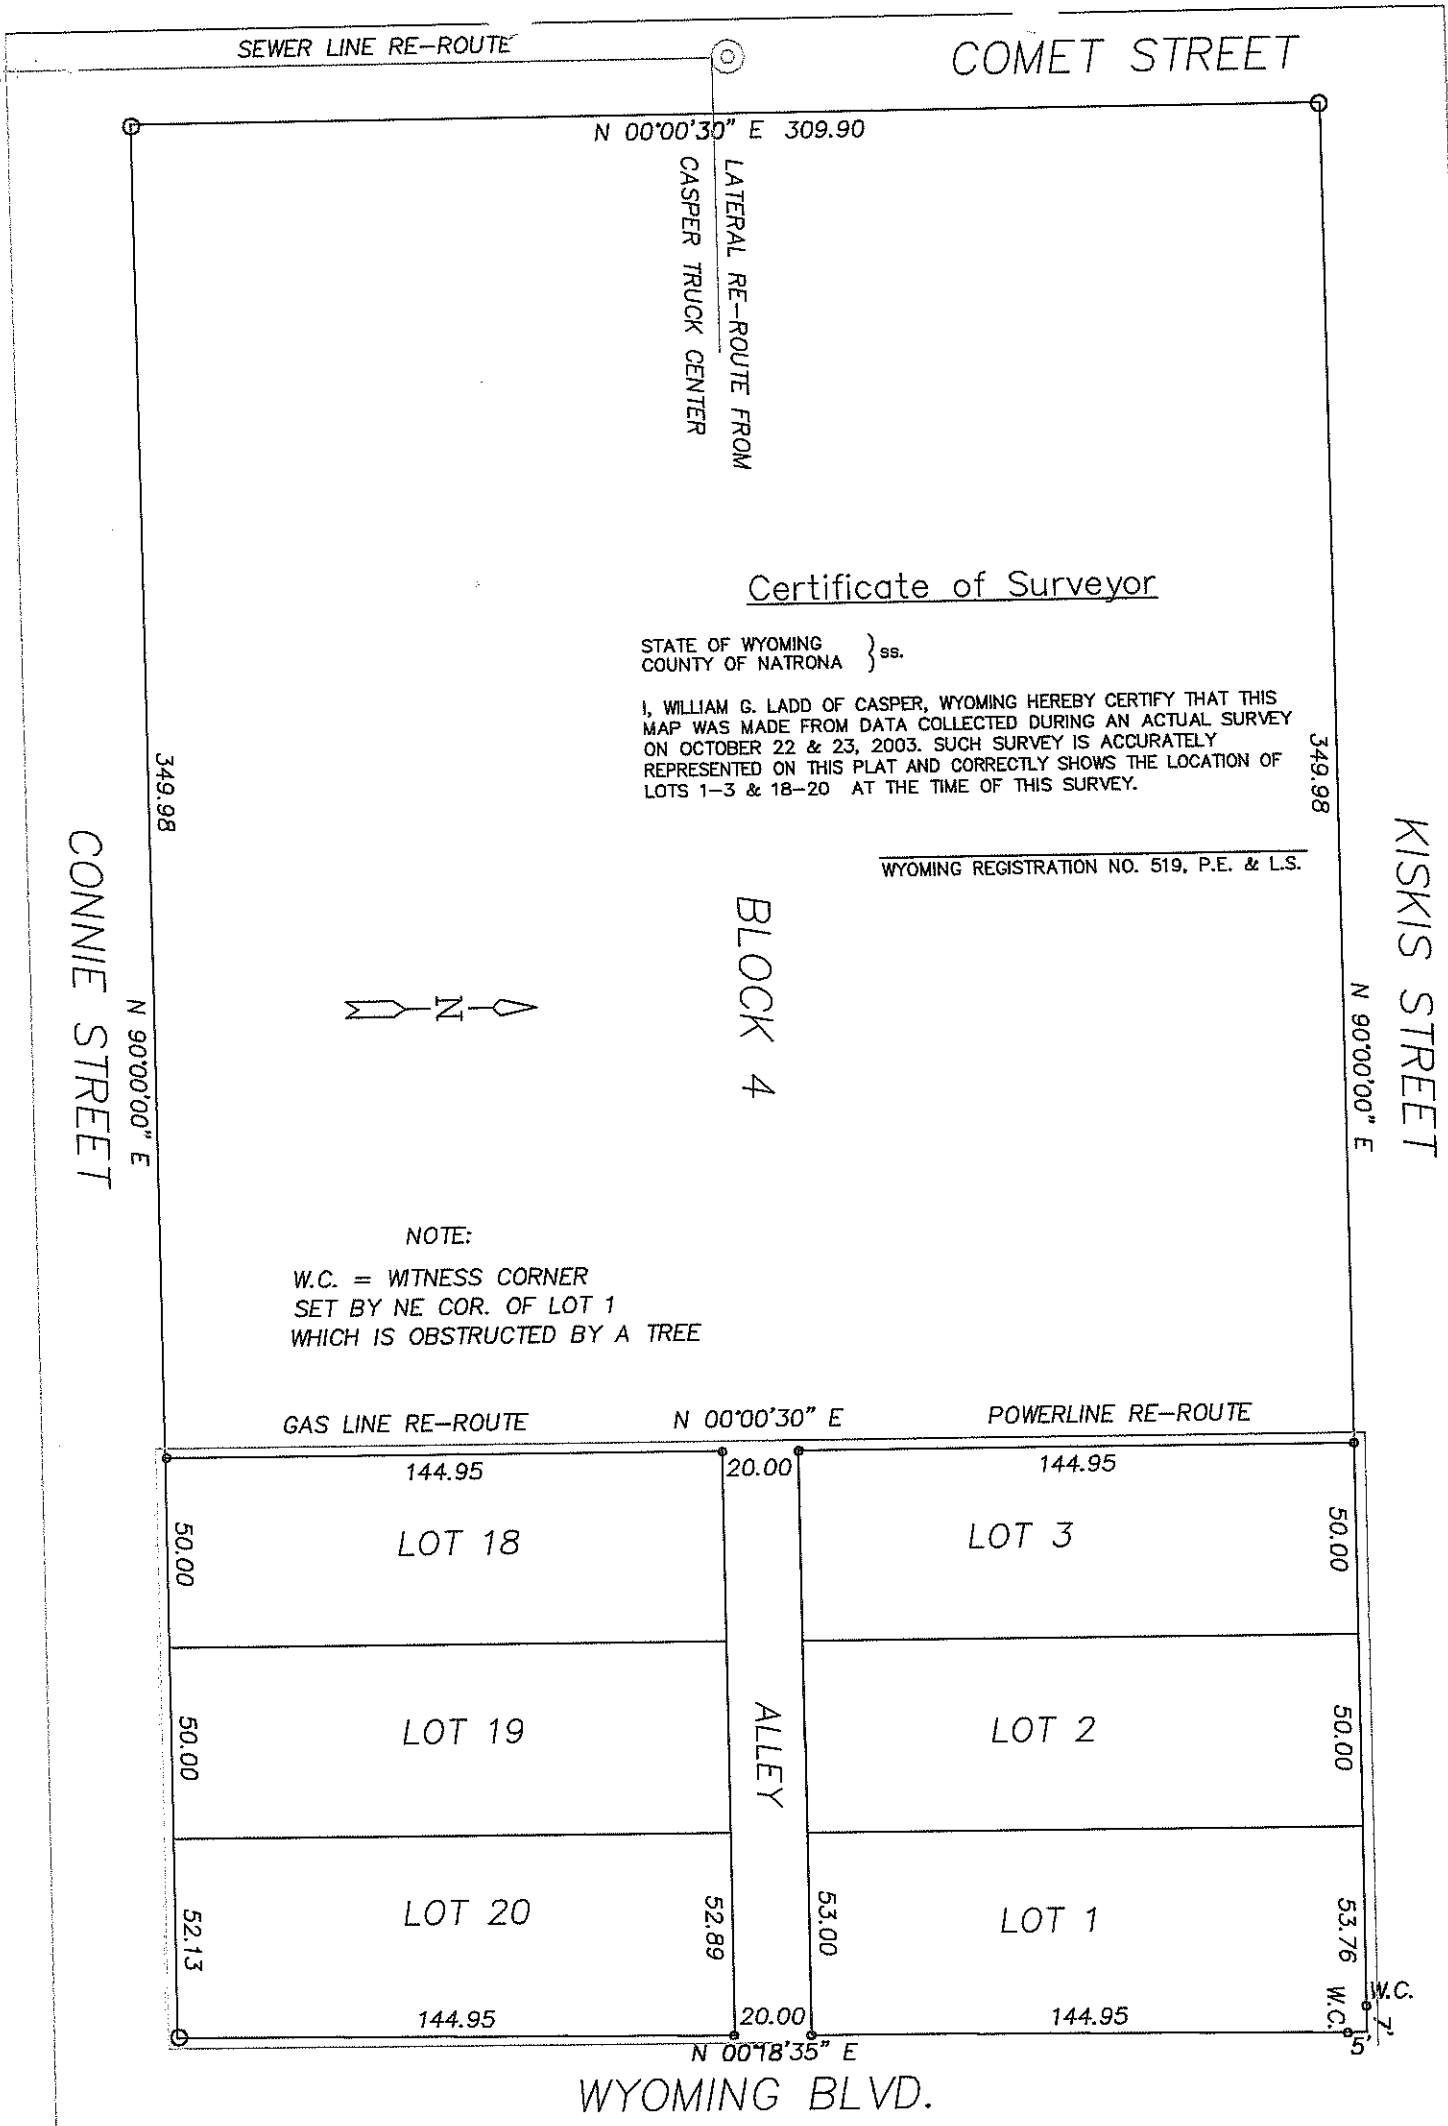 SEWER LINE RE-ROUTE
COMET STREET
N 00°00'30" E 309.90
LATERAL RE-ROUTE FROM
CASPER TRUCK CENTER
Certificate of Surveyor
STATE OF WYOMING
COUNTY OF NATRONA } ss.
I, WILLIAM G. LADD OF CASPER, WYOMING HEREBY CERTIFY THAT THIS
MAP WAS MADE FROM DATA COLLECTED DURING AN ACTUAL SURVEY
ON OCTOBER 22 & 23, 2003. SUCH SURVEY IS ACCURATELY
REPRESENTED ON THIS PLAT AND CORRECTLY SHOWS THE LOCATION OF
LOTS 1-3 & 18-20 AT THE TIME OF THIS SURVEY.
WYOMING REGISTRATION NO. 519, P.E. & L.S.
349.98
349.98
CONNIE STREET
KISKIS STREET
BLOCK 4
N
N 90°00'00" E
N 90°00'00" E
NOTE:
W.C. = WITNESS CORNER
SET BY NE COR. OF LOT 1
WHICH IS OBSTRUCTED BY A TREE
GAS LINE RE-ROUTE
N 00°00'30" E
POWERLINE RE-ROUTE
144.95
20.00
144.95
50.00
LOT 18
LOT 3
50.00
50.00
LOT 19
ALLEY
LOT 2
50.00
52.13
LOT 20
52.89
53.00
LOT 1
53.76
W.C.
W.C.
7'
5'
144.95
20.00
144.95
N 00°18'35" E
WYOMING BLVD.